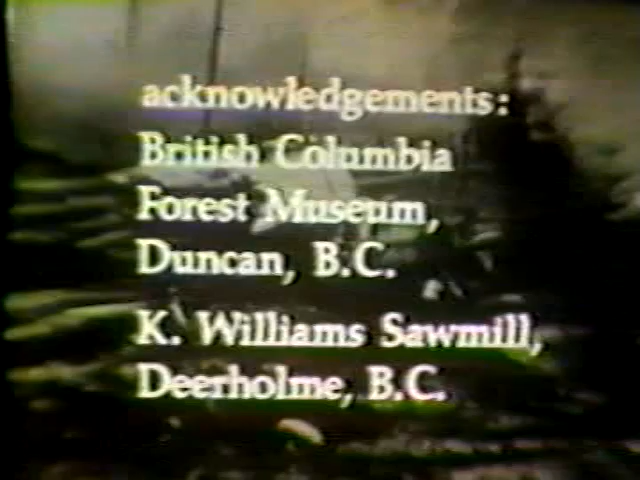 acknowledgements:
British Columbia
Forest Museum,
Duncan, B.C.
K. Williams Sawmill,
Deerholme, B.C.